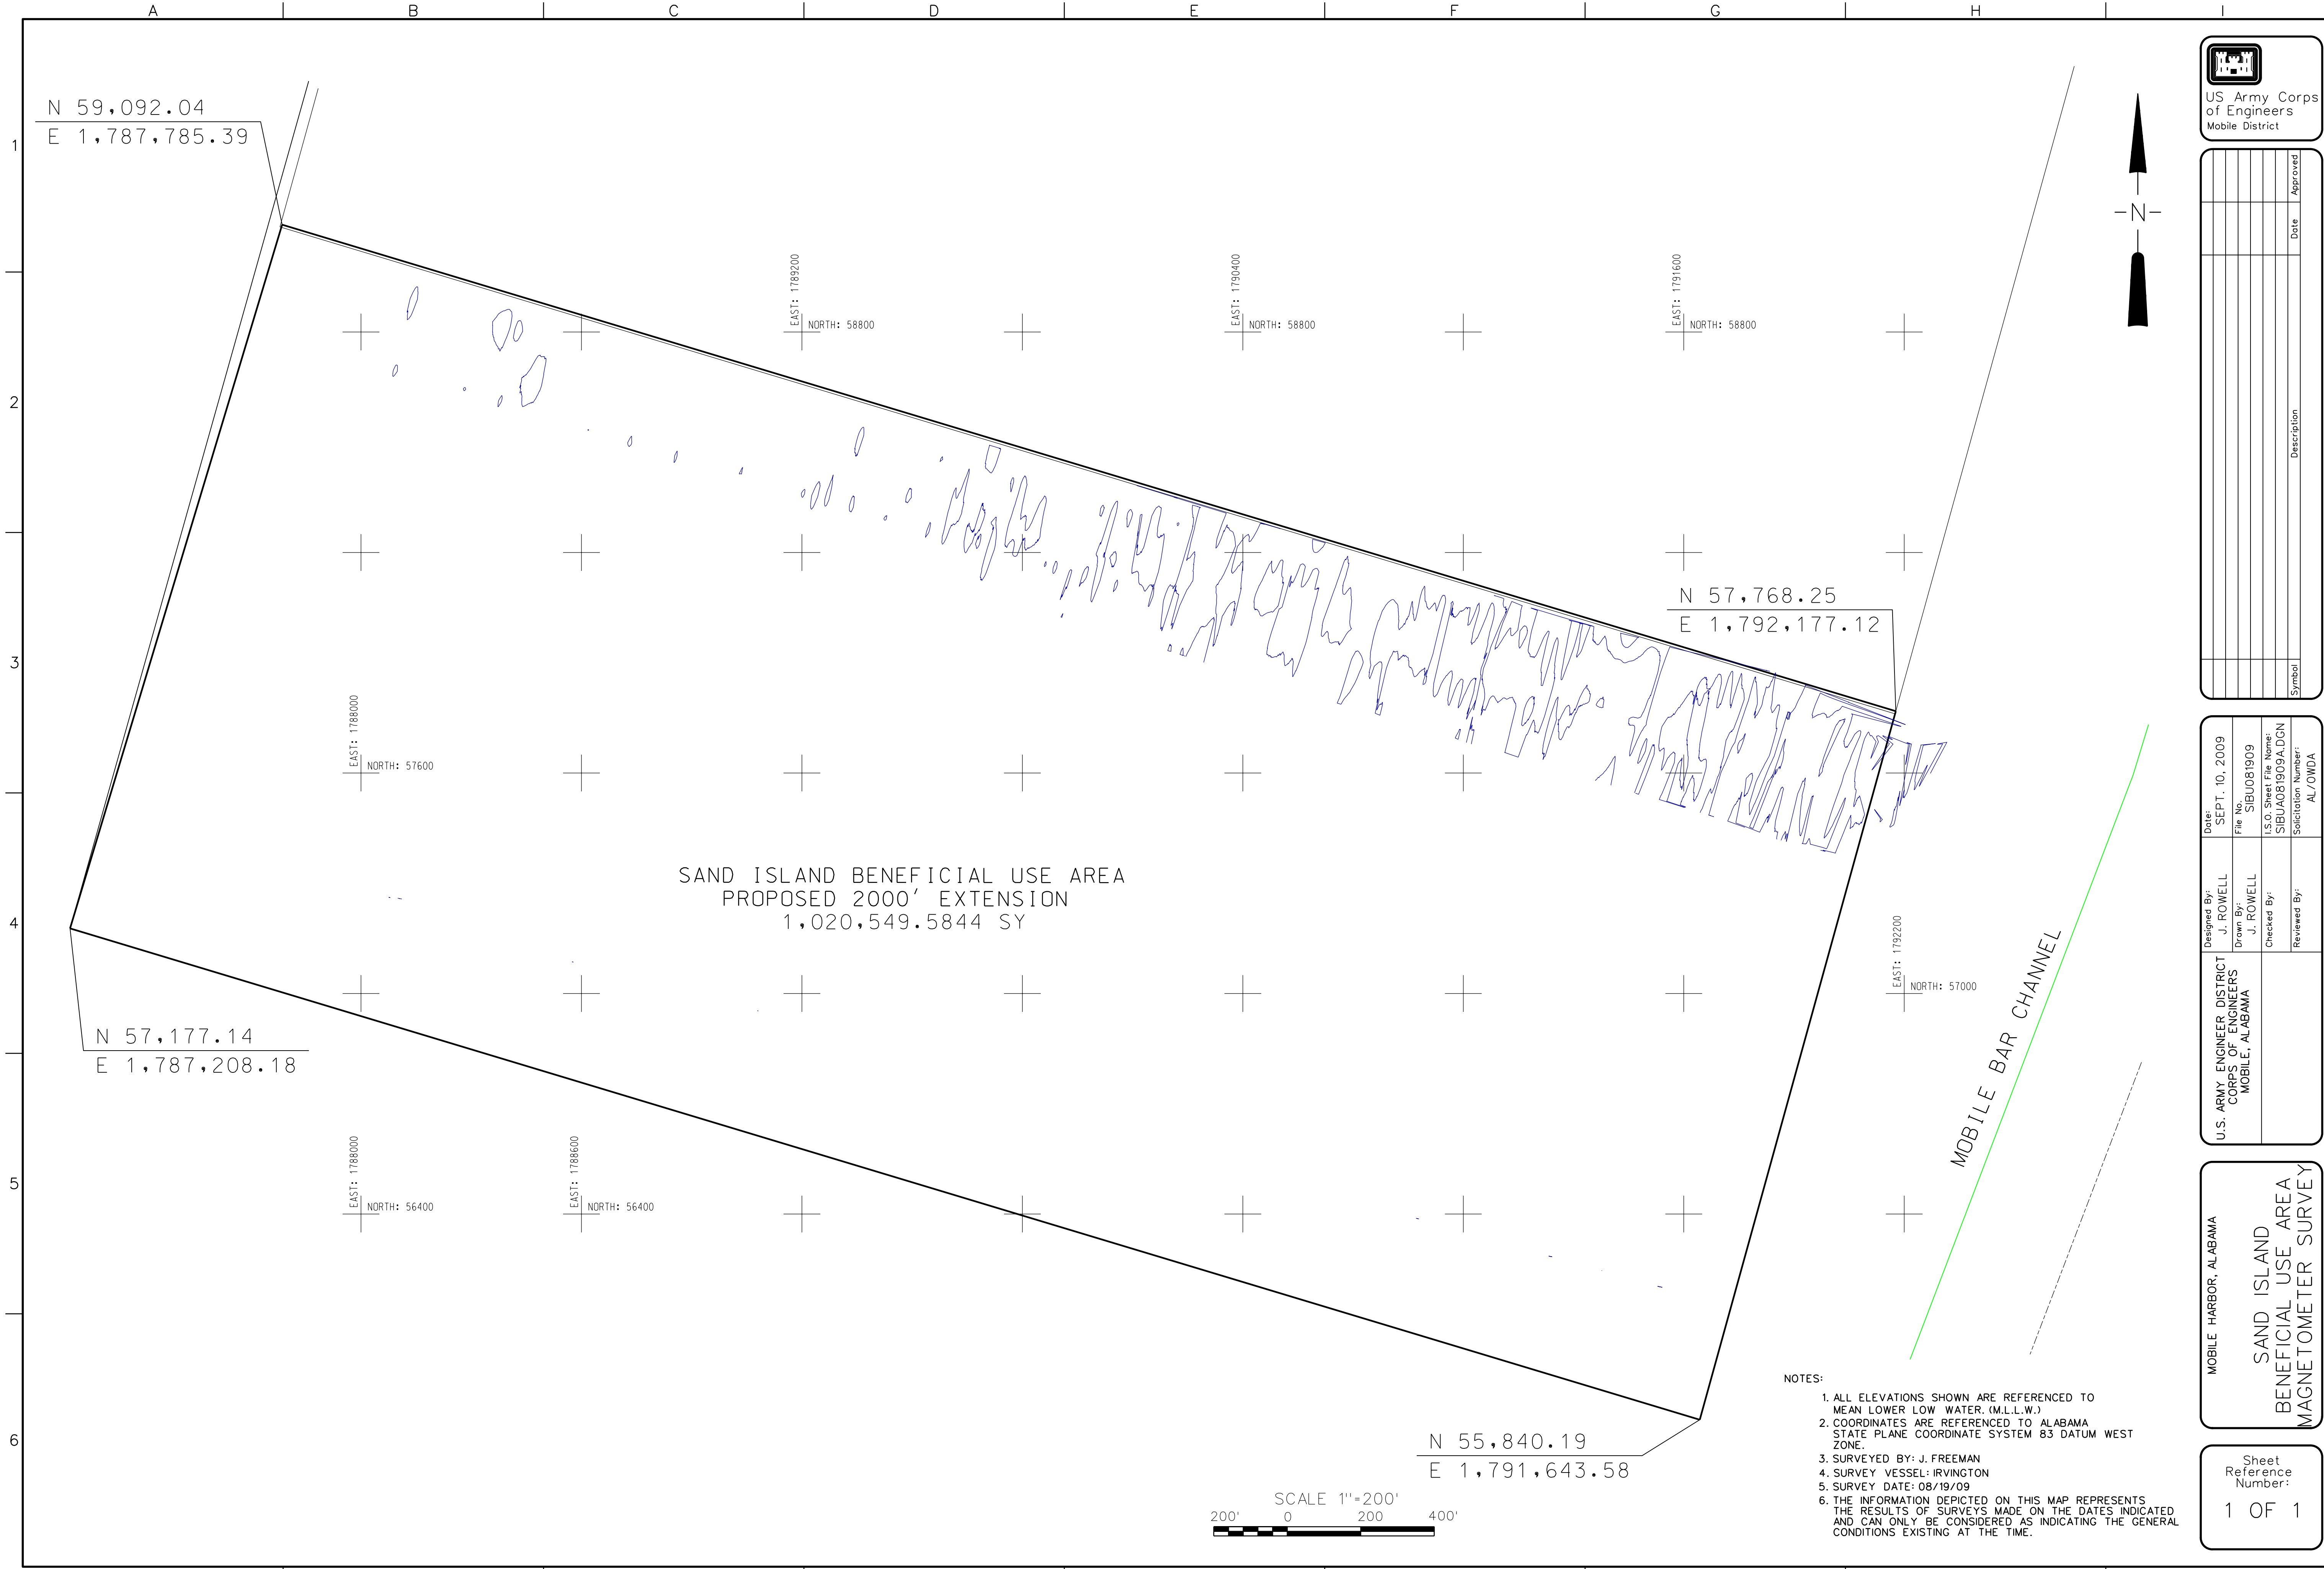 A B C D E F G H I
1
2
3
4
5
6
N 59,092.04
E 1,787,785.39
EAST: 1789200
NORTH: 58800
EAST: 1790400
NORTH: 58800
EAST: 1791600
NORTH: 58800
-N-
N 57,768.25
E 1,792,177.12
EAST: 1788000
NORTH: 57600
SAND ISLAND BENEFICIAL USE AREA
PROPOSED 2000' EXTENSION
1,020,549.5844 SY
EAST: 1792200
NORTH: 57000
MOBILE BAR CHANNEL
N 57,177.14
E 1,787,208.18
EAST: 1788000
NORTH: 56400
EAST: 1788600
NORTH: 56400
N 55,840.19
E 1,791,643.58
SCALE 1"=200'
200' 0 200 400'
NOTES:
1. ALL ELEVATIONS SHOWN ARE REFERENCED TO
MEAN LOWER LOW WATER. (M.L.L.W.)
2. COORDINATES ARE REFERENCED TO ALABAMA
STATE PLANE COORDINATE SYSTEM 83 DATUM WEST
ZONE.
3. SURVEYED BY: J. FREEMAN
4. SURVEY VESSEL: IRVINGTON
5. SURVEY DATE: 08/19/09
6. THE INFORMATION DEPICTED ON THIS MAP REPRESENTS
THE RESULTS OF SURVEYS MADE ON THE DATES INDICATED
AND CAN ONLY BE CONSIDERED AS INDICATING THE GENERAL
CONDITIONS EXISTING AT THE TIME.
US Army Corps
of Engineers
Mobile District
Symbol Description Date Approved
Designed By:
J. ROWELL
Date:
SEPT. 10, 2009
Drawn By:
J. ROWELL
File No.
SIBU081909
Checked By:
I.S.O. Sheet File Name:
SIBUA081909A.DGN
Reviewed By:
Solicitation Number:
AL/OWDA
U.S. ARMY ENGINEER DISTRICT
CORPS OF ENGINEERS
MOBILE, ALABAMA
MOBILE HARBOR, ALABAMA
SAND ISLAND
BENEFICIAL USE AREA
MAGNETOMETER SURVEY
Sheet
Reference
Number:
1 OF 1